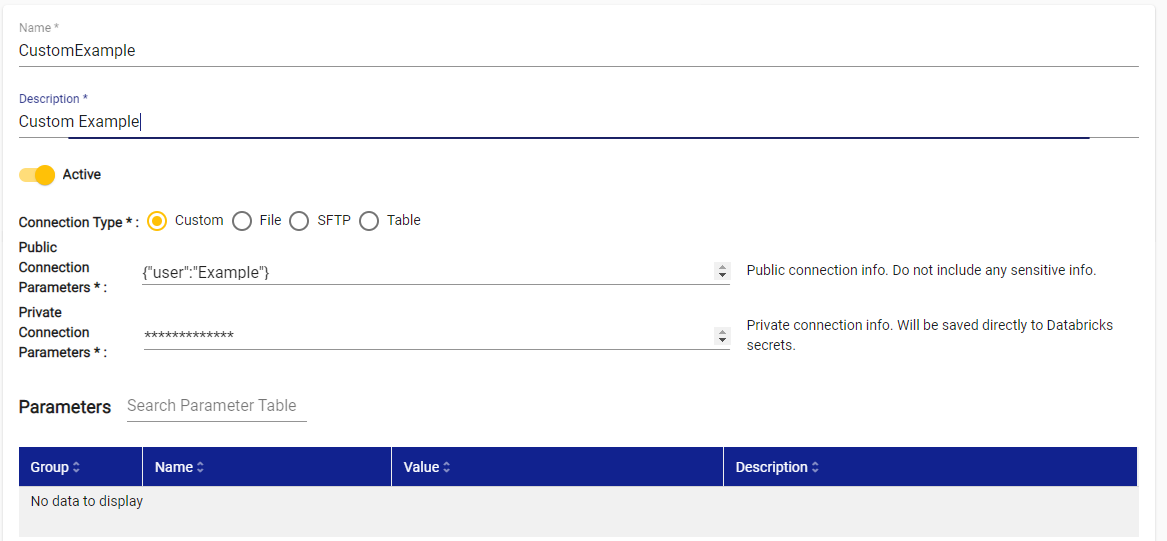 Name *
CustomExample
Description *
Custom Example
Active
Connection Type * : Custom File SFTP Table
Public
Connection
Parameters * :
{"user":"Example"}
Public connection info. Do not include any sensitive info.
Private
Connection
Parameters * :
*************
Private connection info. Will be saved directly to Databricks
secrets.
Parameters Search Parameter Table
Group Name Value Description
No data to display